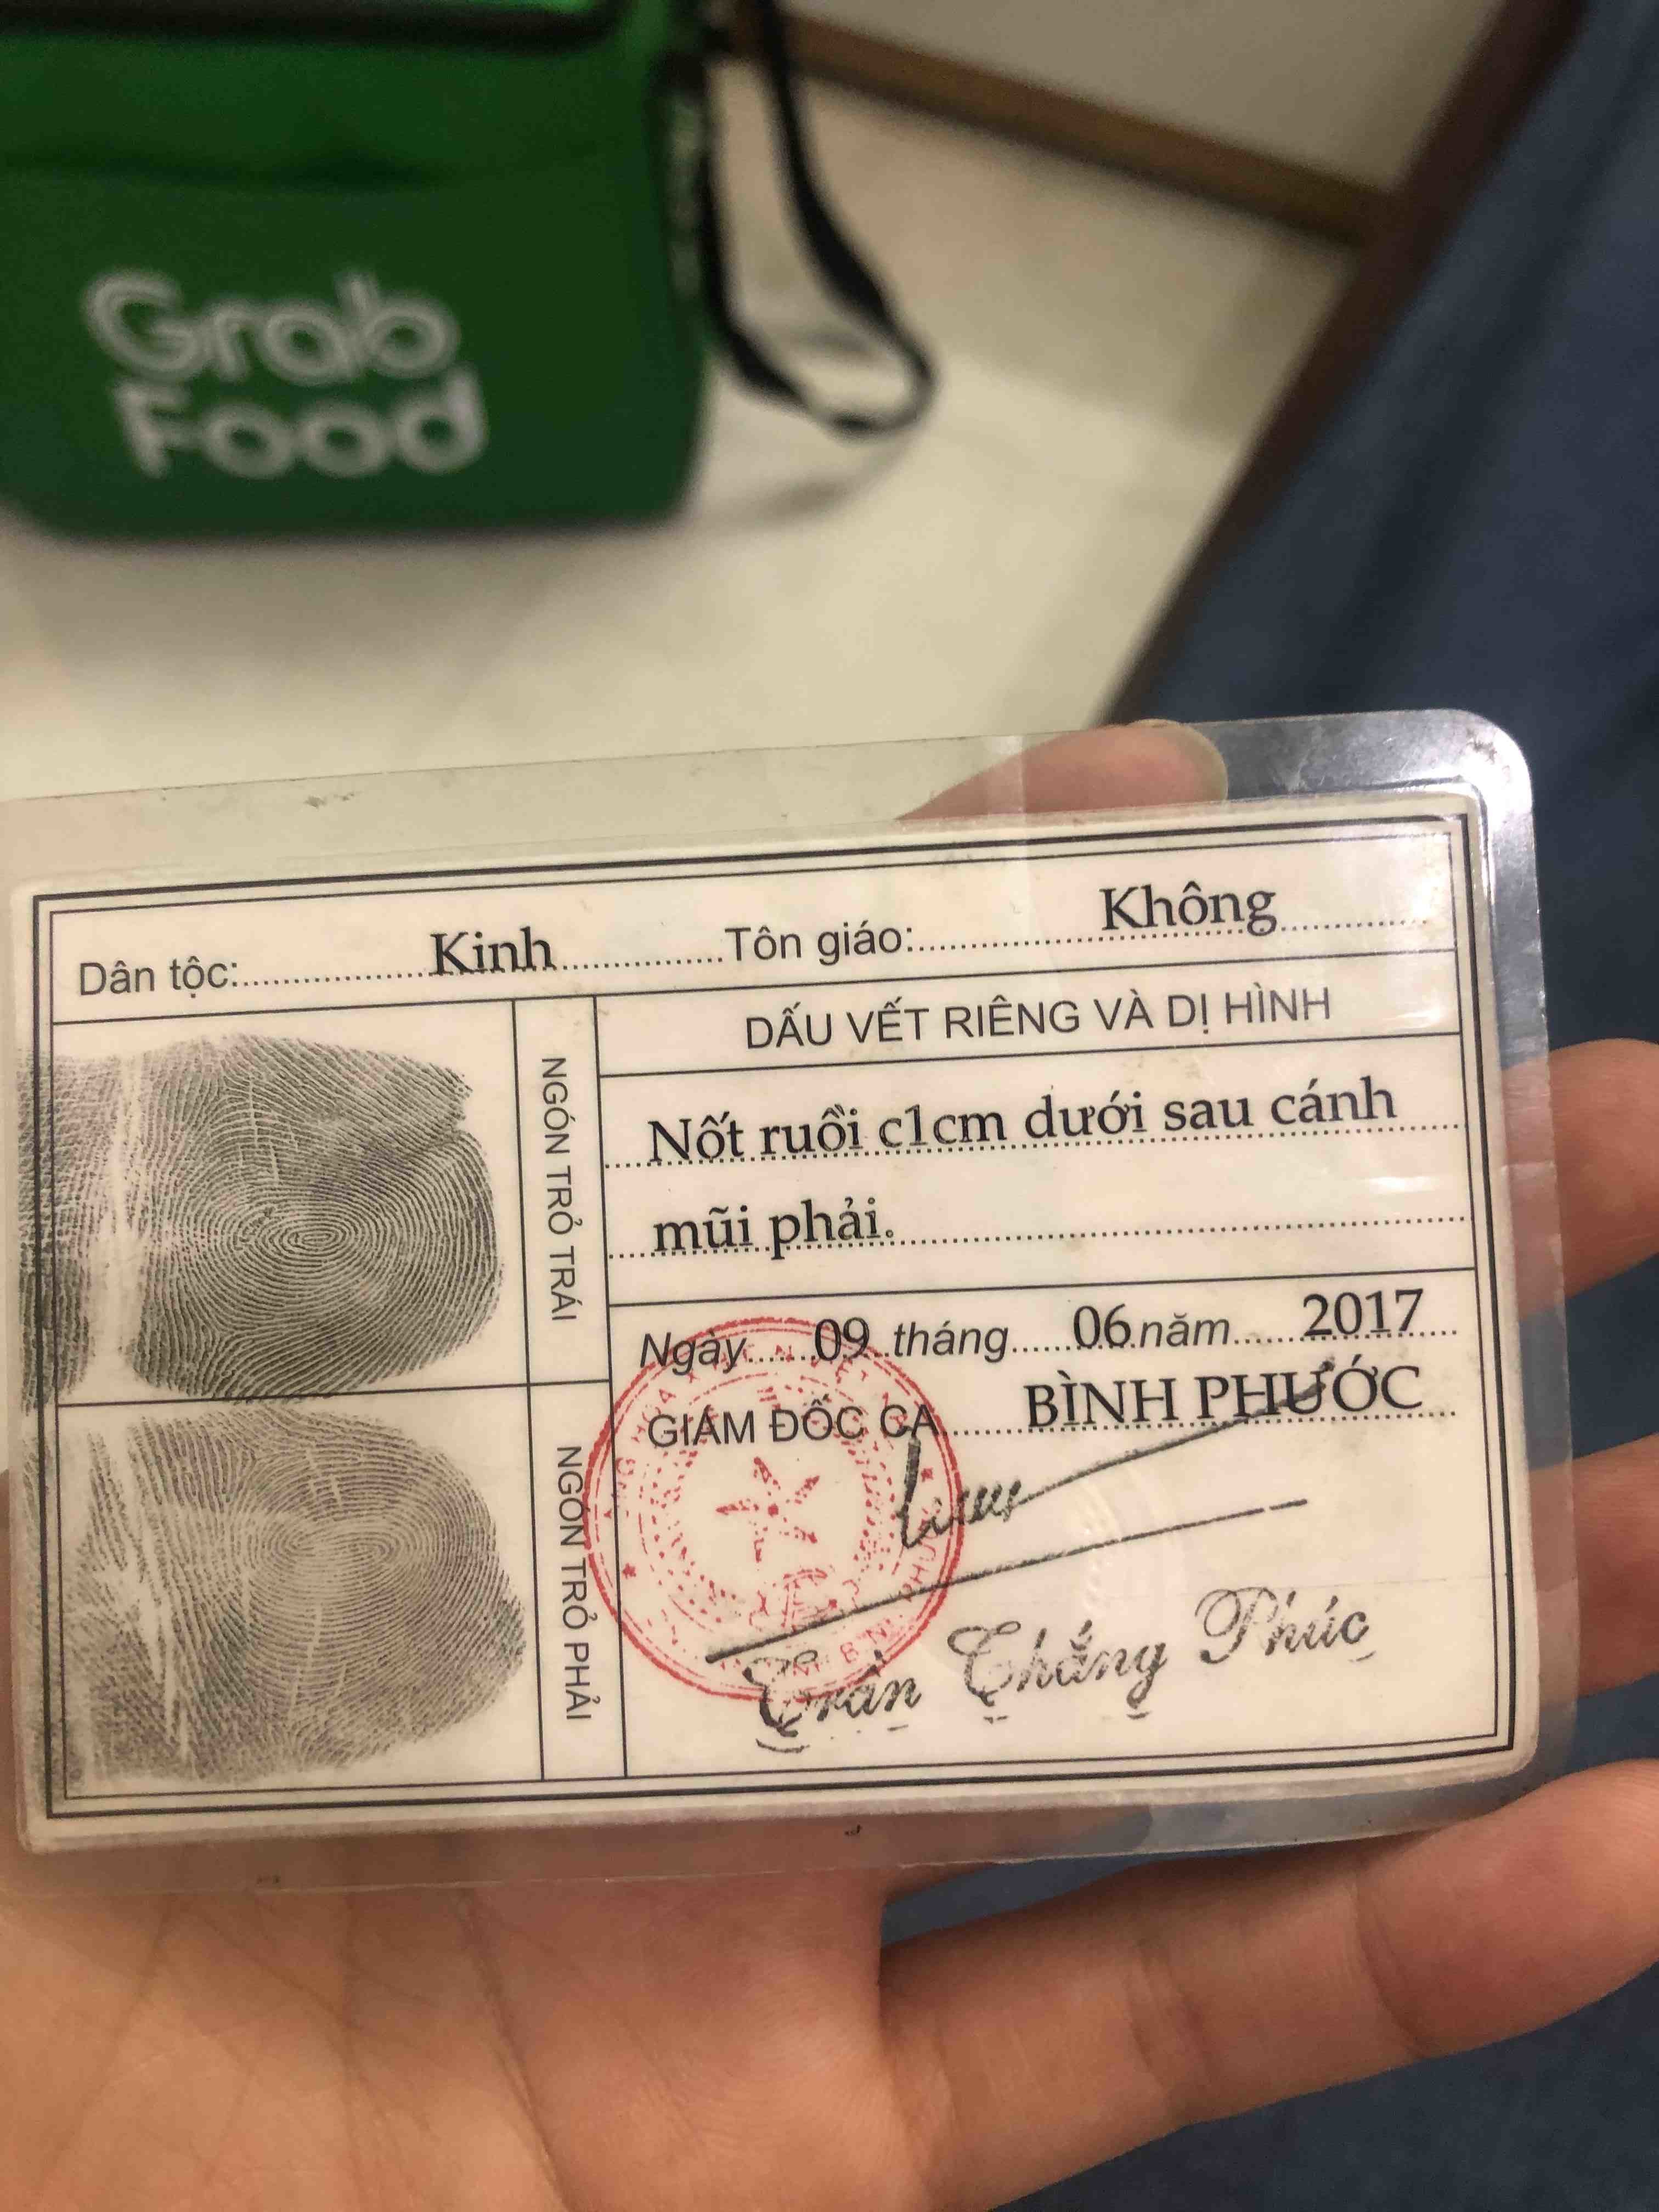 Grab
Food
Dân tộc: Kinh Tôn giáo: Không
DẤU VẾT RIÊNG VÀ DỊ HÌNH
Nốt ruồi c1cm dưới sau cánh
mũi phải.
NGÓN TRỎ TRÁI
NGÓN TRỎ PHẢI
Ngày 09 tháng 06 năm 2017
GIÁM ĐỐC CA BÌNH PHƯỚC
Trần Thắng Phúc